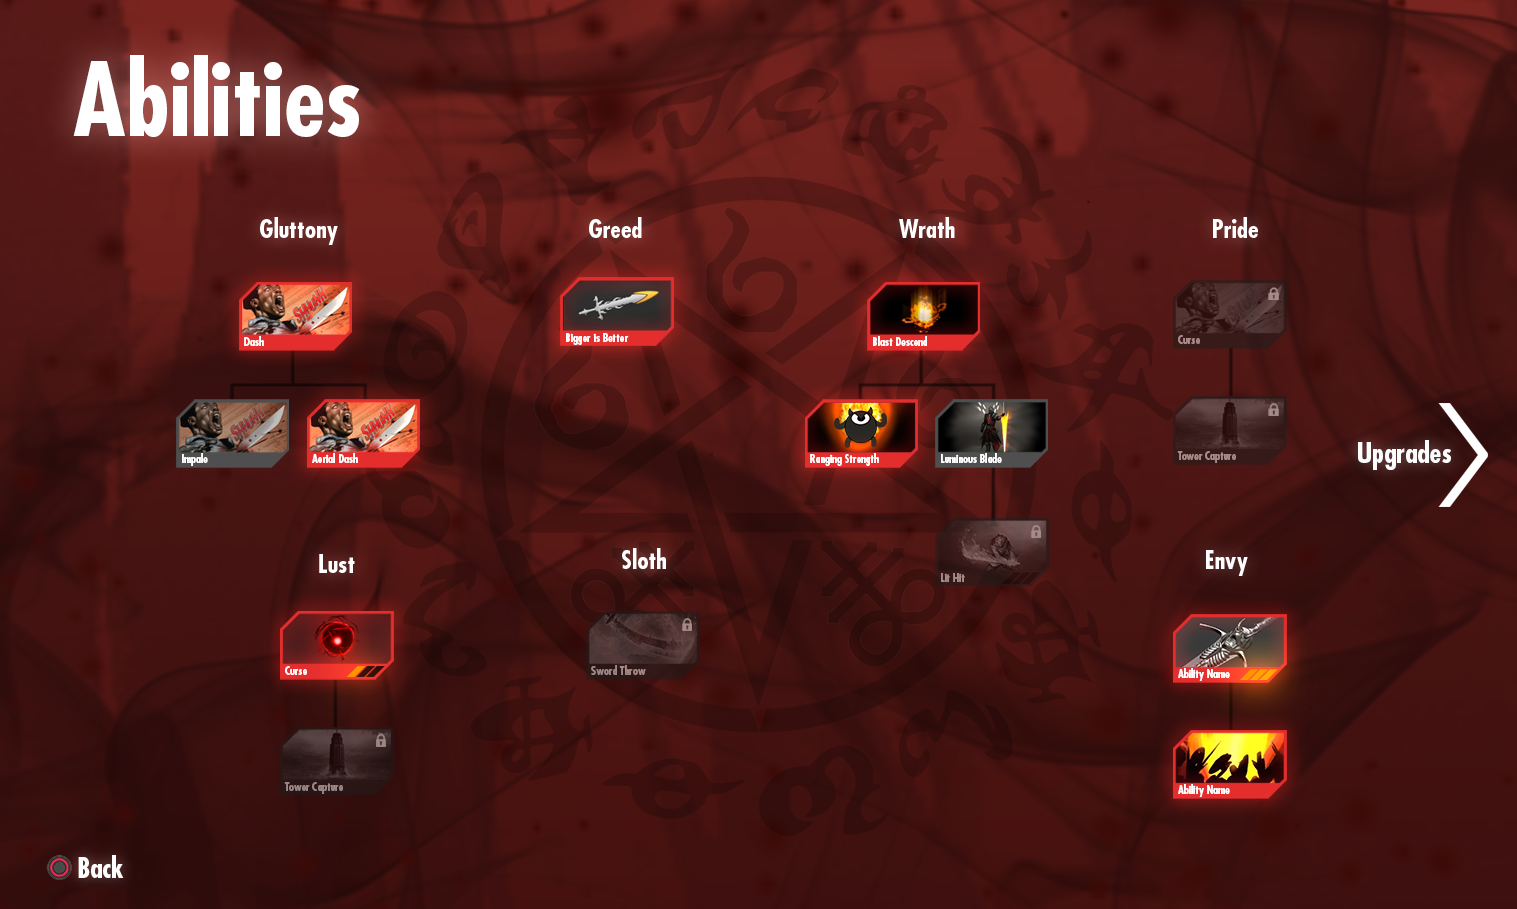 Abilities
Gluttony
Greed
Wrath
Pride
Dash
Bigger Is Better
Blast Descend
Curse
Impale
Aerial Dash
Ranging Strength
Luminous Blade
Tower Capture
Upgrades
Lit Hit
Lust
Sloth
Envy
Curse
Sword Throw
Ability Name
Tower Capture
Ability Name
Back